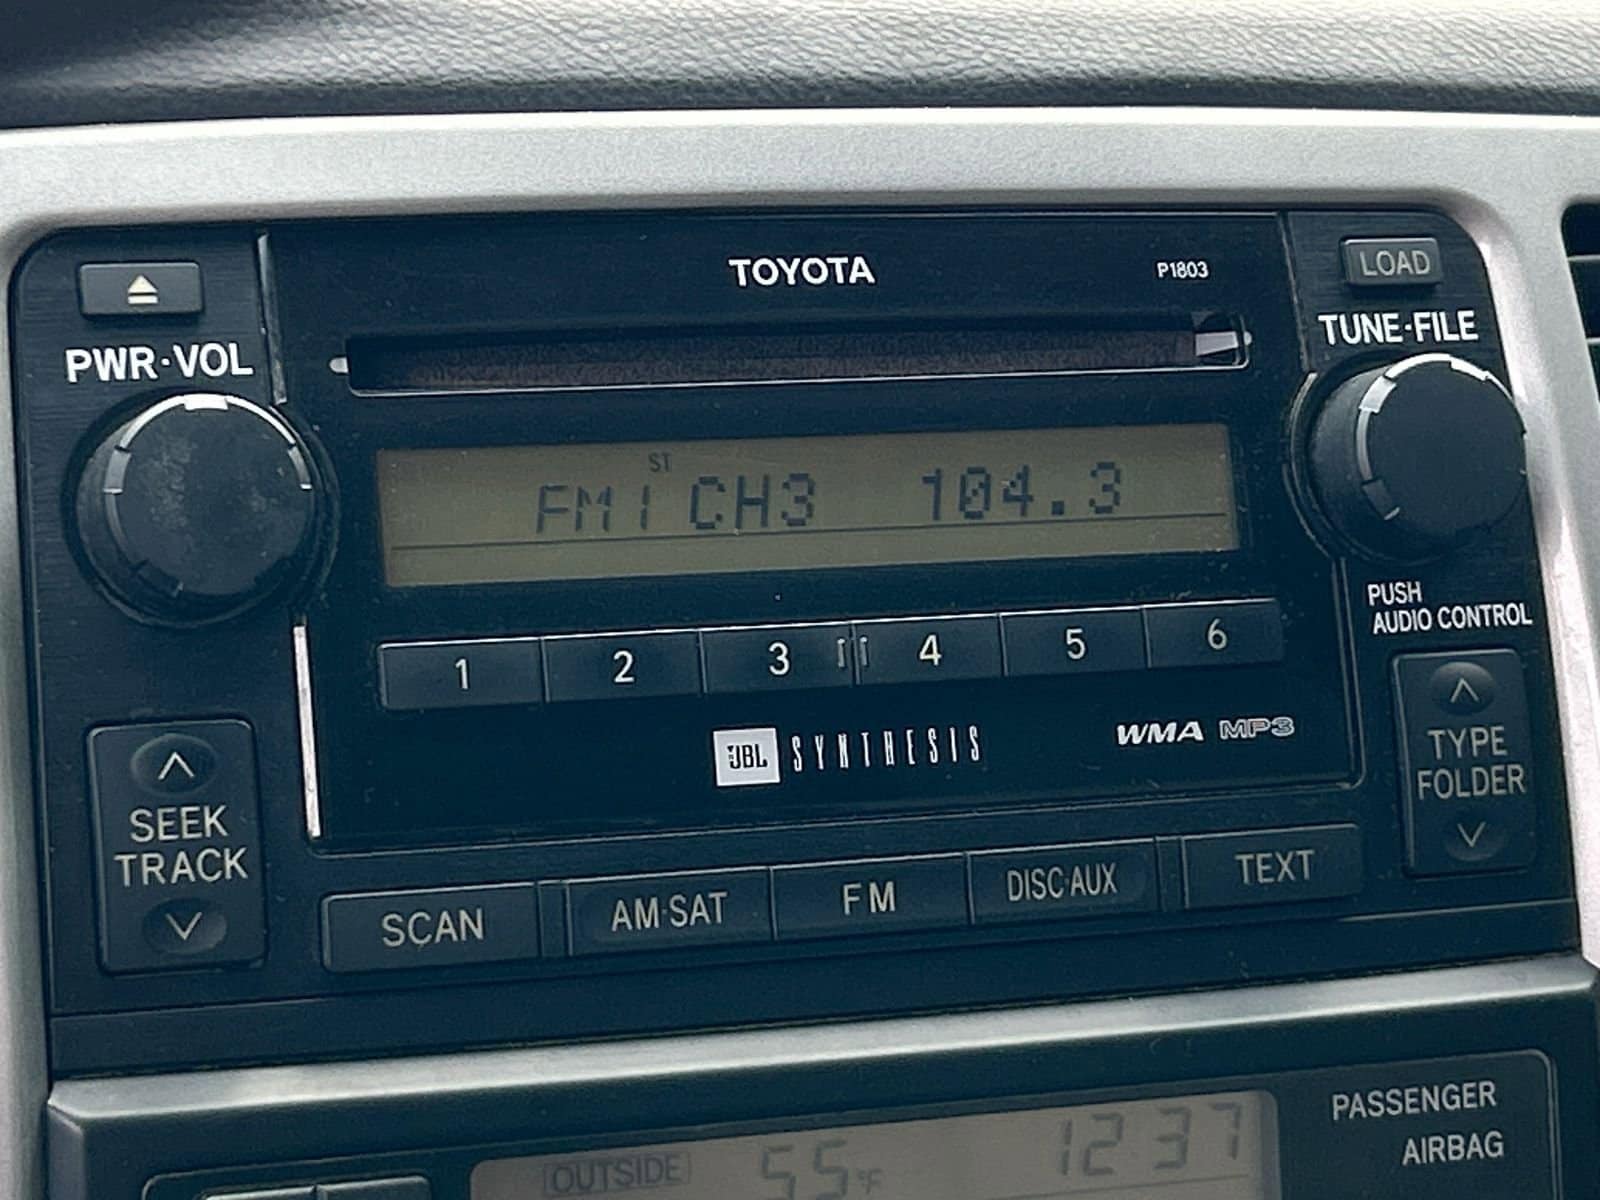 TOYOTA
P1803
LOAD
PWR·VOL
TUNE·FILE
ST
FM1 CH3 104.3
PUSH
AUDIO CONTROL
1 2 3 4 5 6
JBL SYNTHESIS
WMA MP3
SEEK
TRACK
TYPE
FOLDER
SCAN
AM·SAT
FM
DISC·AUX
TEXT
OUTSIDE 55°F 12:37
PASSENGER
AIRBAG